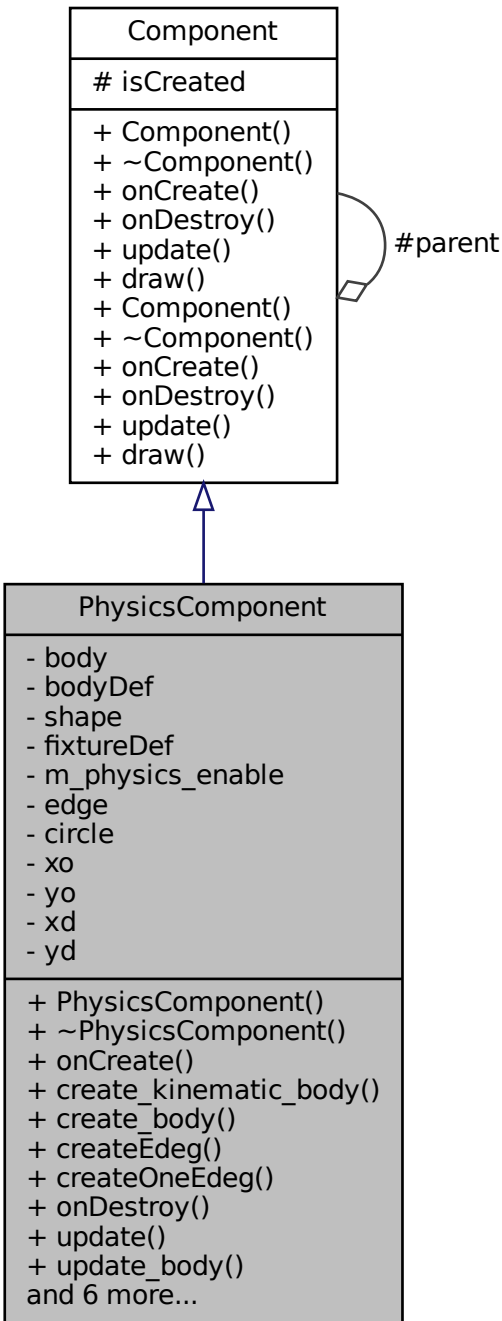 Component
# isCreated
+ Component()
+ ~Component()
+ onCreate()
+ onDestroy()
+ update()
+ draw()
+ Component()
+ ~Component()
+ onCreate()
+ onDestroy()
+ update()
+ draw()
#parent
PhysicsComponent
- body
- bodyDef
- shape
- fixtureDef
- m_physics_enable
- edge
- circle
- xo
- yo
- xd
- yd
+ PhysicsComponent()
+ ~PhysicsComponent()
+ onCreate()
+ create_kinematic_body()
+ create_body()
+ createEdeg()
+ createOneEdeg()
+ onDestroy()
+ update()
+ update_body()
and 6 more...